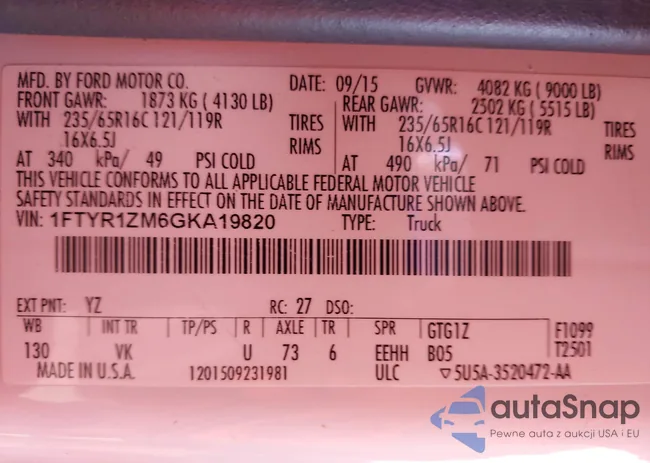 MFD. BY FORD MOTOR CO. DATE: 09/15 GVWR: 4082 KG ( 9000 LB)
FRONT GAWR: 1873 KG ( 4130 LB) REAR GAWR: 2502 KG ( 5515 LB)
WITH 235/65R16C 121/119R TIRES WITH 235/65R16C 121/119R TIRES
16X6.5J RIMS 16X6.5J RIMS
AT 340 kPa/ 49 PSI COLD AT 490 kPa/ 71 PSI COLD
THIS VEHICLE CONFORMS TO ALL APPLICABLE FEDERAL MOTOR VEHICLE
SAFETY STANDARDS IN EFFECT ON THE DATE OF MANUFACTURE SHOWN ABOVE.
VIN: 1FTYR1ZM6GKA19820 TYPE: Truck
EXT PNT: YZ RC: 27 DSO:
WB INT TR TP/PS R AXLE TR SPR GTG1Z F1099
130 VK U 73 6 EEHH B05 T2501
MADE IN U.S.A. 1201509231981 ULC ▽5U5A-3520472-AA
autaSnap
Pewne auta z aukcji USA i EU